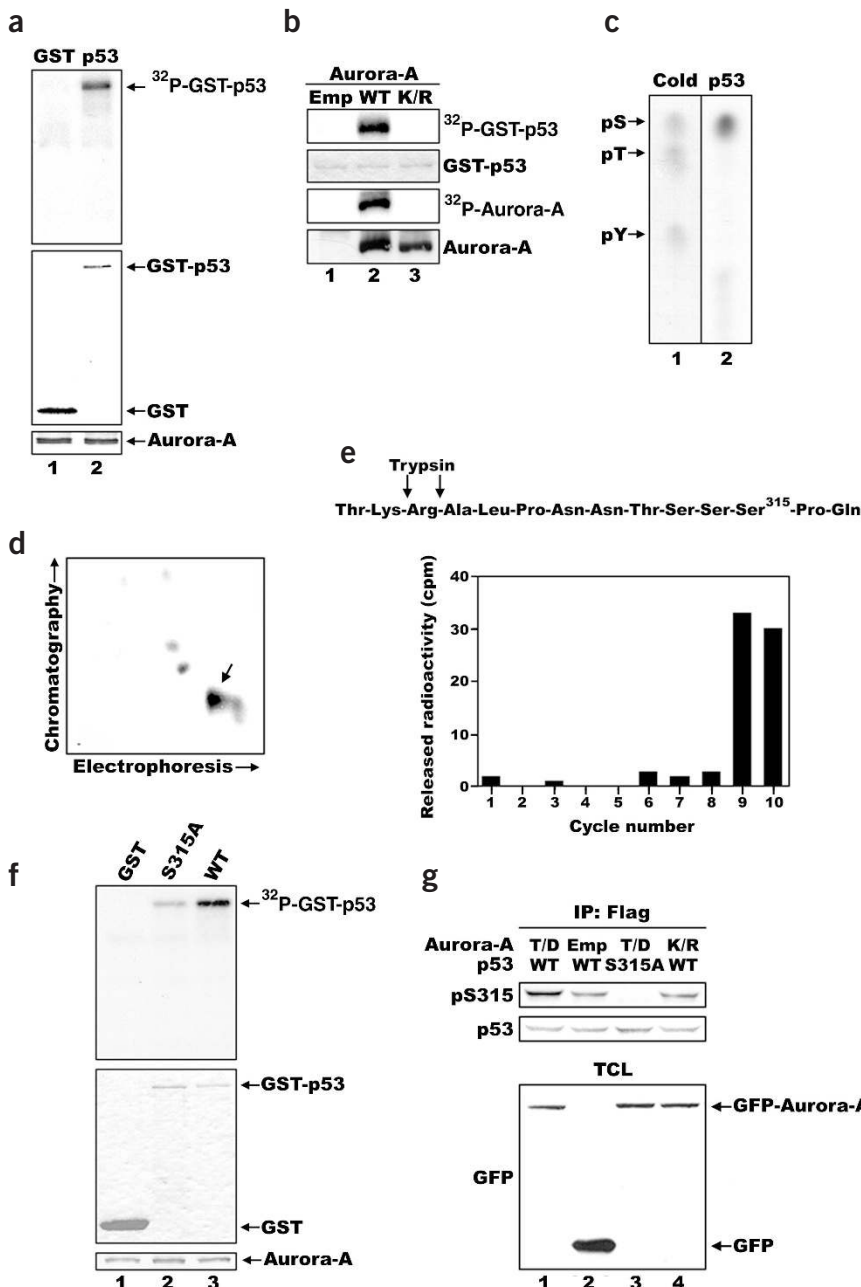 a
GST p53
32P-GST-p53
GST-p53
GST
Aurora-A
1 2
b
Aurora-A
Emp WT K/R
32P-GST-p53
GST-p53
32P-Aurora-A
Aurora-A
1 2 3
c
Cold p53
pS
pT
pY
1 2
d
Chromatography
Electrophoresis
e
Trypsin
Thr-Lys-Arg-Ala-Leu-Pro-Asn-Asn-Thr-Ser-Ser-Ser315-Pro-Gln
Released radioactivity (cpm)
40
30
20
10
0
1 2 3 4 5 6 7 8 9 10
Cycle number
f
GST S315A WT
32P-GST-p53
GST-p53
GST
Aurora-A
1 2 3
g
IP: Flag
Aurora-A T/D Emp T/D K/R
p53 WT WT S315A WT
pS315
p53
TCL
GFP-Aurora-A
GFP
GFP
1 2 3 4